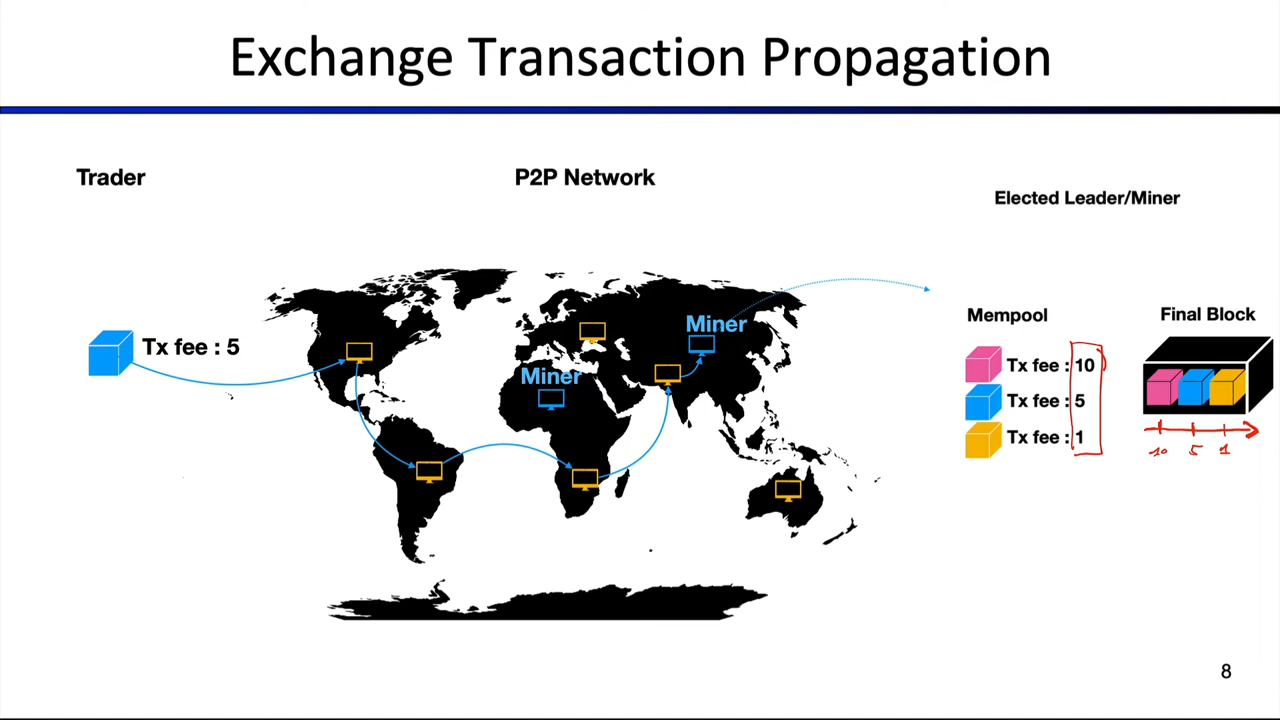 Exchange Transaction Propagation
Trader
P2P Network
Elected Leader/Miner
Tx fee : 5
Miner
Miner
Mempool
Tx fee : 10
Tx fee : 5
Tx fee : 1
Final Block
10 5 1
8